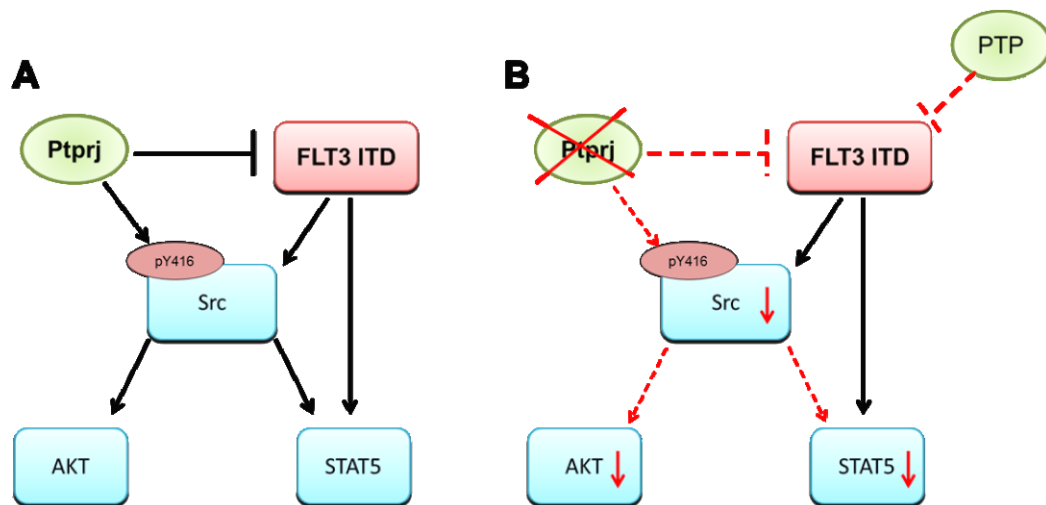 A
Ptprj
FLT3 ITD
pY416
Src
AKT
STAT5
B
PTP
Ptprj
FLT3 ITD
pY416
Src
AKT
STAT5